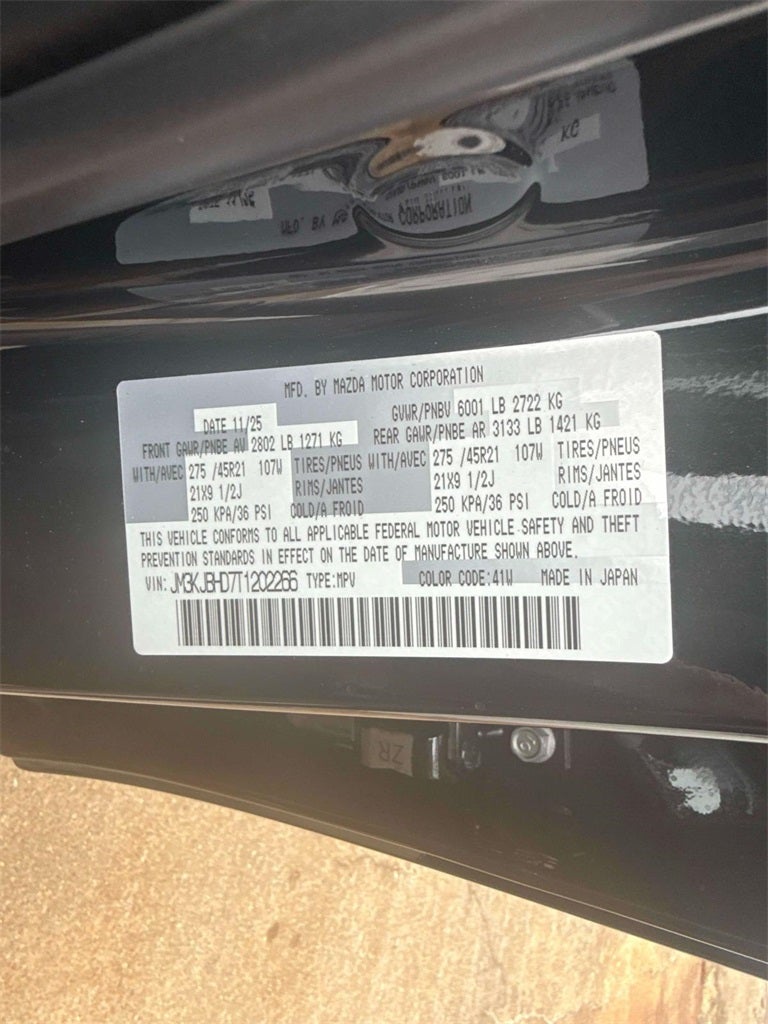 MFD. BY MAZDA MOTOR CORPORATION
DATE 11/25 GVWR/PNBV 6001 LB 2722 KG
FRONT GAWR/PNBE AV 2802 LB 1271 KG REAR GAWR/PNBE AR 3133 LB 1421 KG
WITH/AVEC 275 /45R21 107W TIRES/PNEUS WITH/AVEC 275 /45R21 107W TIRES/PNEUS
21X9 1/2J RIMS/JANTES 21X9 1/2J RIMS/JANTES
250 KPA/36 PSI COLD/A FROID 250 KPA/36 PSI COLD/A FROID
THIS VEHICLE CONFORMS TO ALL APPLICABLE FEDERAL MOTOR VEHICLE SAFETY AND THEFT
PREVENTION STANDARDS IN EFFECT ON THE DATE OF MANUFACTURE SHOWN ABOVE.
VIN: JM3KJBHD7T1202266 TYPE:MPV COLOR CODE:41W MADE IN JAPAN
ZR